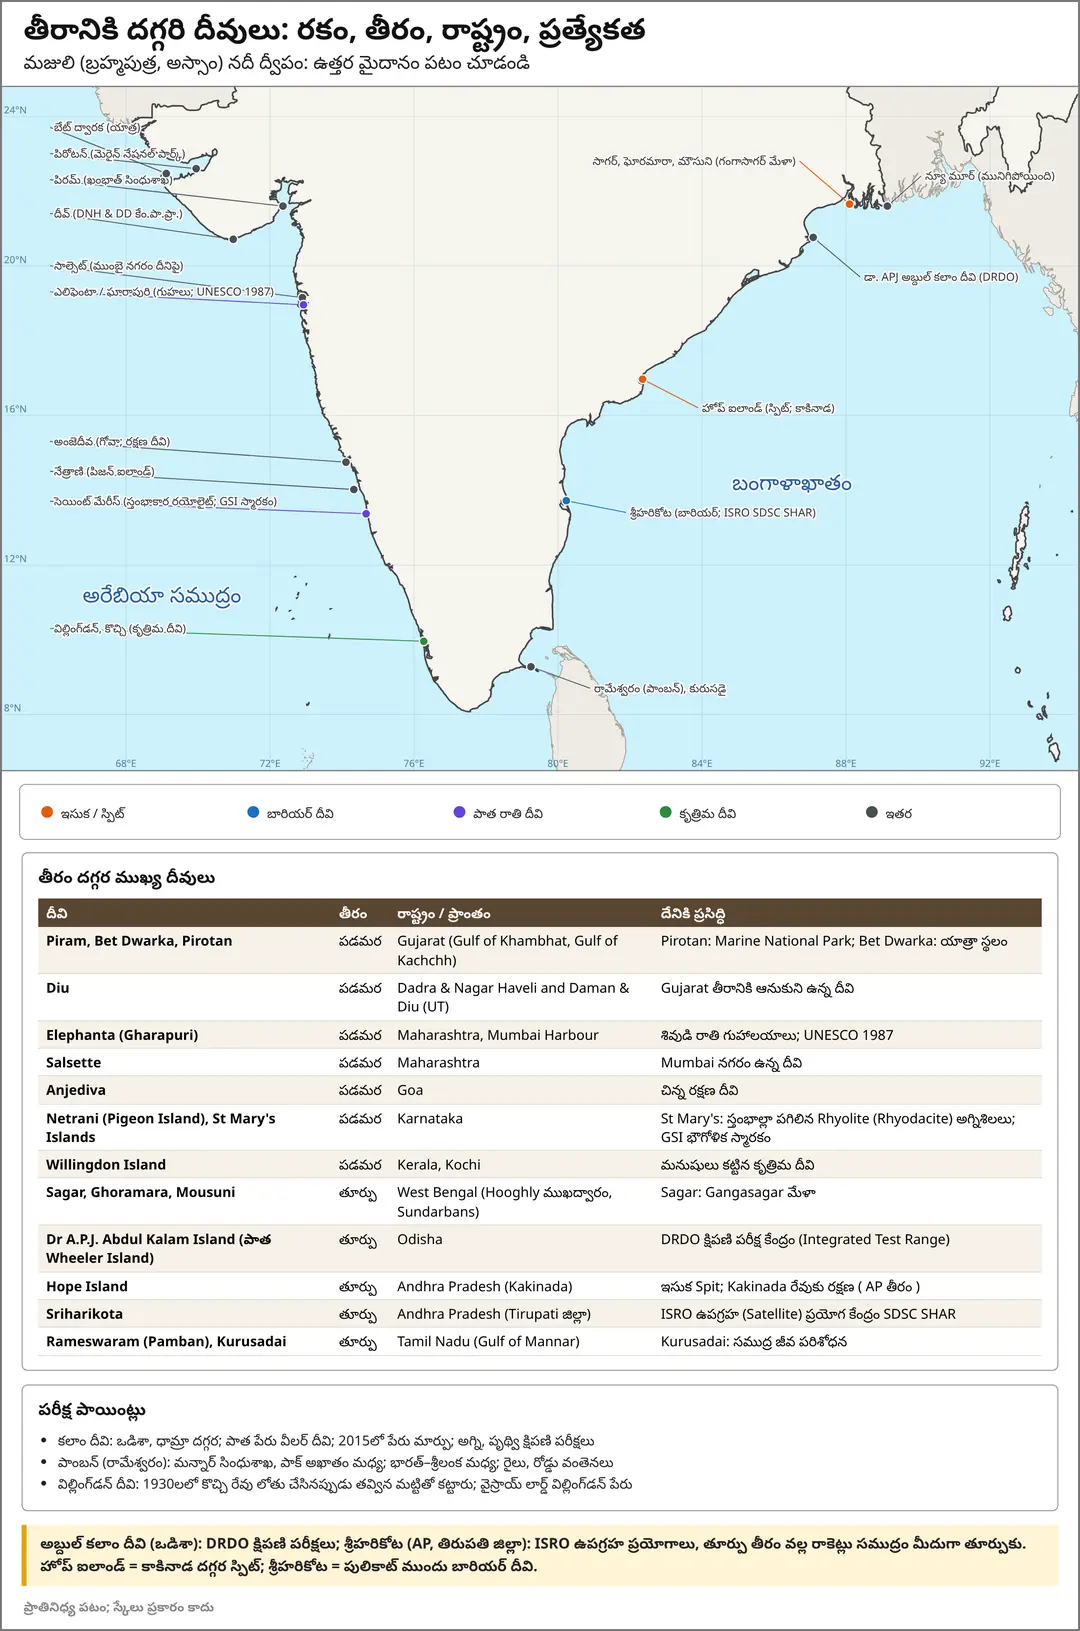 తీరానికి దగ్గరి దీవులు: రకం, తీరం, రాష్ట్రం, ప్రత్యేకత
మజులి (బ్రహ్మపుత్ర, అస్సాం) నదీ ద్వీపం: ఉత్తర మైదానం పటం చూడండి
24°N
బేట్ ద్వారక (యాత్ర)
పిరోటన్ (మెరైన్ నేషనల్ పార్క్)
సాగర్, ఘోరమారా, మౌసుని (గంగాసాగర్ మేళా)
పిరమ్ (ఖంభాత్ సింధుశాఖ)
న్యూ మూర్ (మునిగిపోయింది)
దీవ్ (DNH & DD కేం.పా.ప్రా.)
20°N
సాల్సెట్ (ముంబై నగరం దీనిపై)
డా. APJ అబ్దుల్ కలాం దీవి (DRDO)
ఎలిఫెంటా / ఘారాపురి (గుహలు; UNESCO 1987)
16°N
హోప్ ఐలాండ్ (స్పిట్; కాకినాడ)
అంజెదీవ (గోవా; రక్షణ దీవి)
నేత్రాణి (పిజన్ ఐలాండ్)
బంగాళాఖాతం
సెయింట్ మేరీస్ (స్తంభాకార రయోలైట్; GSI స్మారకం)
శ్రీహరికోట (బారియర్; ISRO SDSC SHAR)
12°N
అరేబియా సముద్రం
విల్లింగ్‌డన్, కొచ్చి (కృత్రిమ దీవి)
రామేశ్వరం (పాంబన్), కురుసడై
8°N
68°E 72°E 76°E 80°E 84°E 88°E 92°E
ఇసుక / స్పిట్ బారియర్ దీవి పాత రాతి దీవి కృత్రిమ దీవి ఇతర
తీరం దగ్గర ముఖ్య దీవులు
దీవి తీరం రాష్ట్రం / ప్రాంతం దేనికి ప్రసిద్ధి
Piram, Bet Dwarka, Pirotan పడమర Gujarat (Gulf of Khambhat, Gulf of Pirotan: Marine National Park; Bet Dwarka: యాత్రా స్థలం
Kachchh)
Diu పడమర Dadra & Nagar Haveli and Daman & Gujarat తీరానికి ఆనుకుని ఉన్న దీవి
Diu (UT)
Elephanta (Gharapuri) పడమర Maharashtra, Mumbai Harbour శివుడి రాతి గుహాలయాలు; UNESCO 1987
Salsette పడమర Maharashtra Mumbai నగరం ఉన్న దీవి
Anjediva పడమర Goa చిన్న రక్షణ దీవి
Netrani (Pigeon Island), St Mary's పడమర Karnataka St Mary's: స్తంభాల్లా పగిలిన Rhyolite (Rhyodacite) అగ్నిశిలలు;
Islands GSI భౌగోళిక స్మారకం
Willingdon Island పడమర Kerala, Kochi మనుషులు కట్టిన కృత్రిమ దీవి
Sagar, Ghoramara, Mousuni తూర్పు West Bengal (Hooghly ముఖద్వారం, Sagar: Gangasagar మేళా
Sundarbans)
Dr A.P.J. Abdul Kalam Island (పాత తూర్పు Odisha DRDO క్షిపణి పరీక్ష కేంద్రం (Integrated Test Range)
Wheeler Island)
Hope Island తూర్పు Andhra Pradesh (Kakinada) ఇసుక Spit; Kakinada రేవుకు రక్షణ ( AP తీరం )
Sriharikota తూర్పు Andhra Pradesh (Tirupati జిల్లా) ISRO ఉపగ్రహ (Satellite) ప్రయోగ కేంద్రం SDSC SHAR
Rameswaram (Pamban), Kurusadai తూర్పు Tamil Nadu (Gulf of Mannar) Kurusadai: సముద్ర జీవ పరిశోధన
పరీక్ష పాయింట్లు
• కలాం దీవి: ఒడిశా, ధామ్రా దగ్గర; పాత పేరు వీలర్ దీవి; 2015లో పేరు మార్పు; అగ్ని, పృథ్వి క్షిపణి పరీక్షలు
• పాంబన్ (రామేశ్వరం): మన్నార్ సింధుశాఖ, పాక్ అఖాతం మధ్య; భారత్–శ్రీలంక మధ్య; రైలు, రోడ్డు వంతెనలు
• విల్లింగ్‌డన్ దీవి: 1930లలో కొచ్చి రేవు లోతు చేసినప్పుడు తవ్విన మట్టితో కట్టారు; వైస్రాయ్ లార్డ్ విల్లింగ్‌డన్ పేరు
అబ్దుల్ కలాం దీవి (ఒడిశా): DRDO క్షిపణి పరీక్షలు; శ్రీహరికోట (AP, తిరుపతి జిల్లా): ISRO ఉపగ్రహ ప్రయోగాలు, తూర్పు తీరం వల్ల రాకెట్లు సముద్రం మీదుగా తూర్పుకు.
హోప్ ఐలాండ్ = కాకినాడ దగ్గర స్పిట్; శ్రీహరికోట = పులికాట్ ముందు బారియర్ దీవి.
ప్రాతినిధ్య పటం; స్కేలు ప్రకారం కాదు